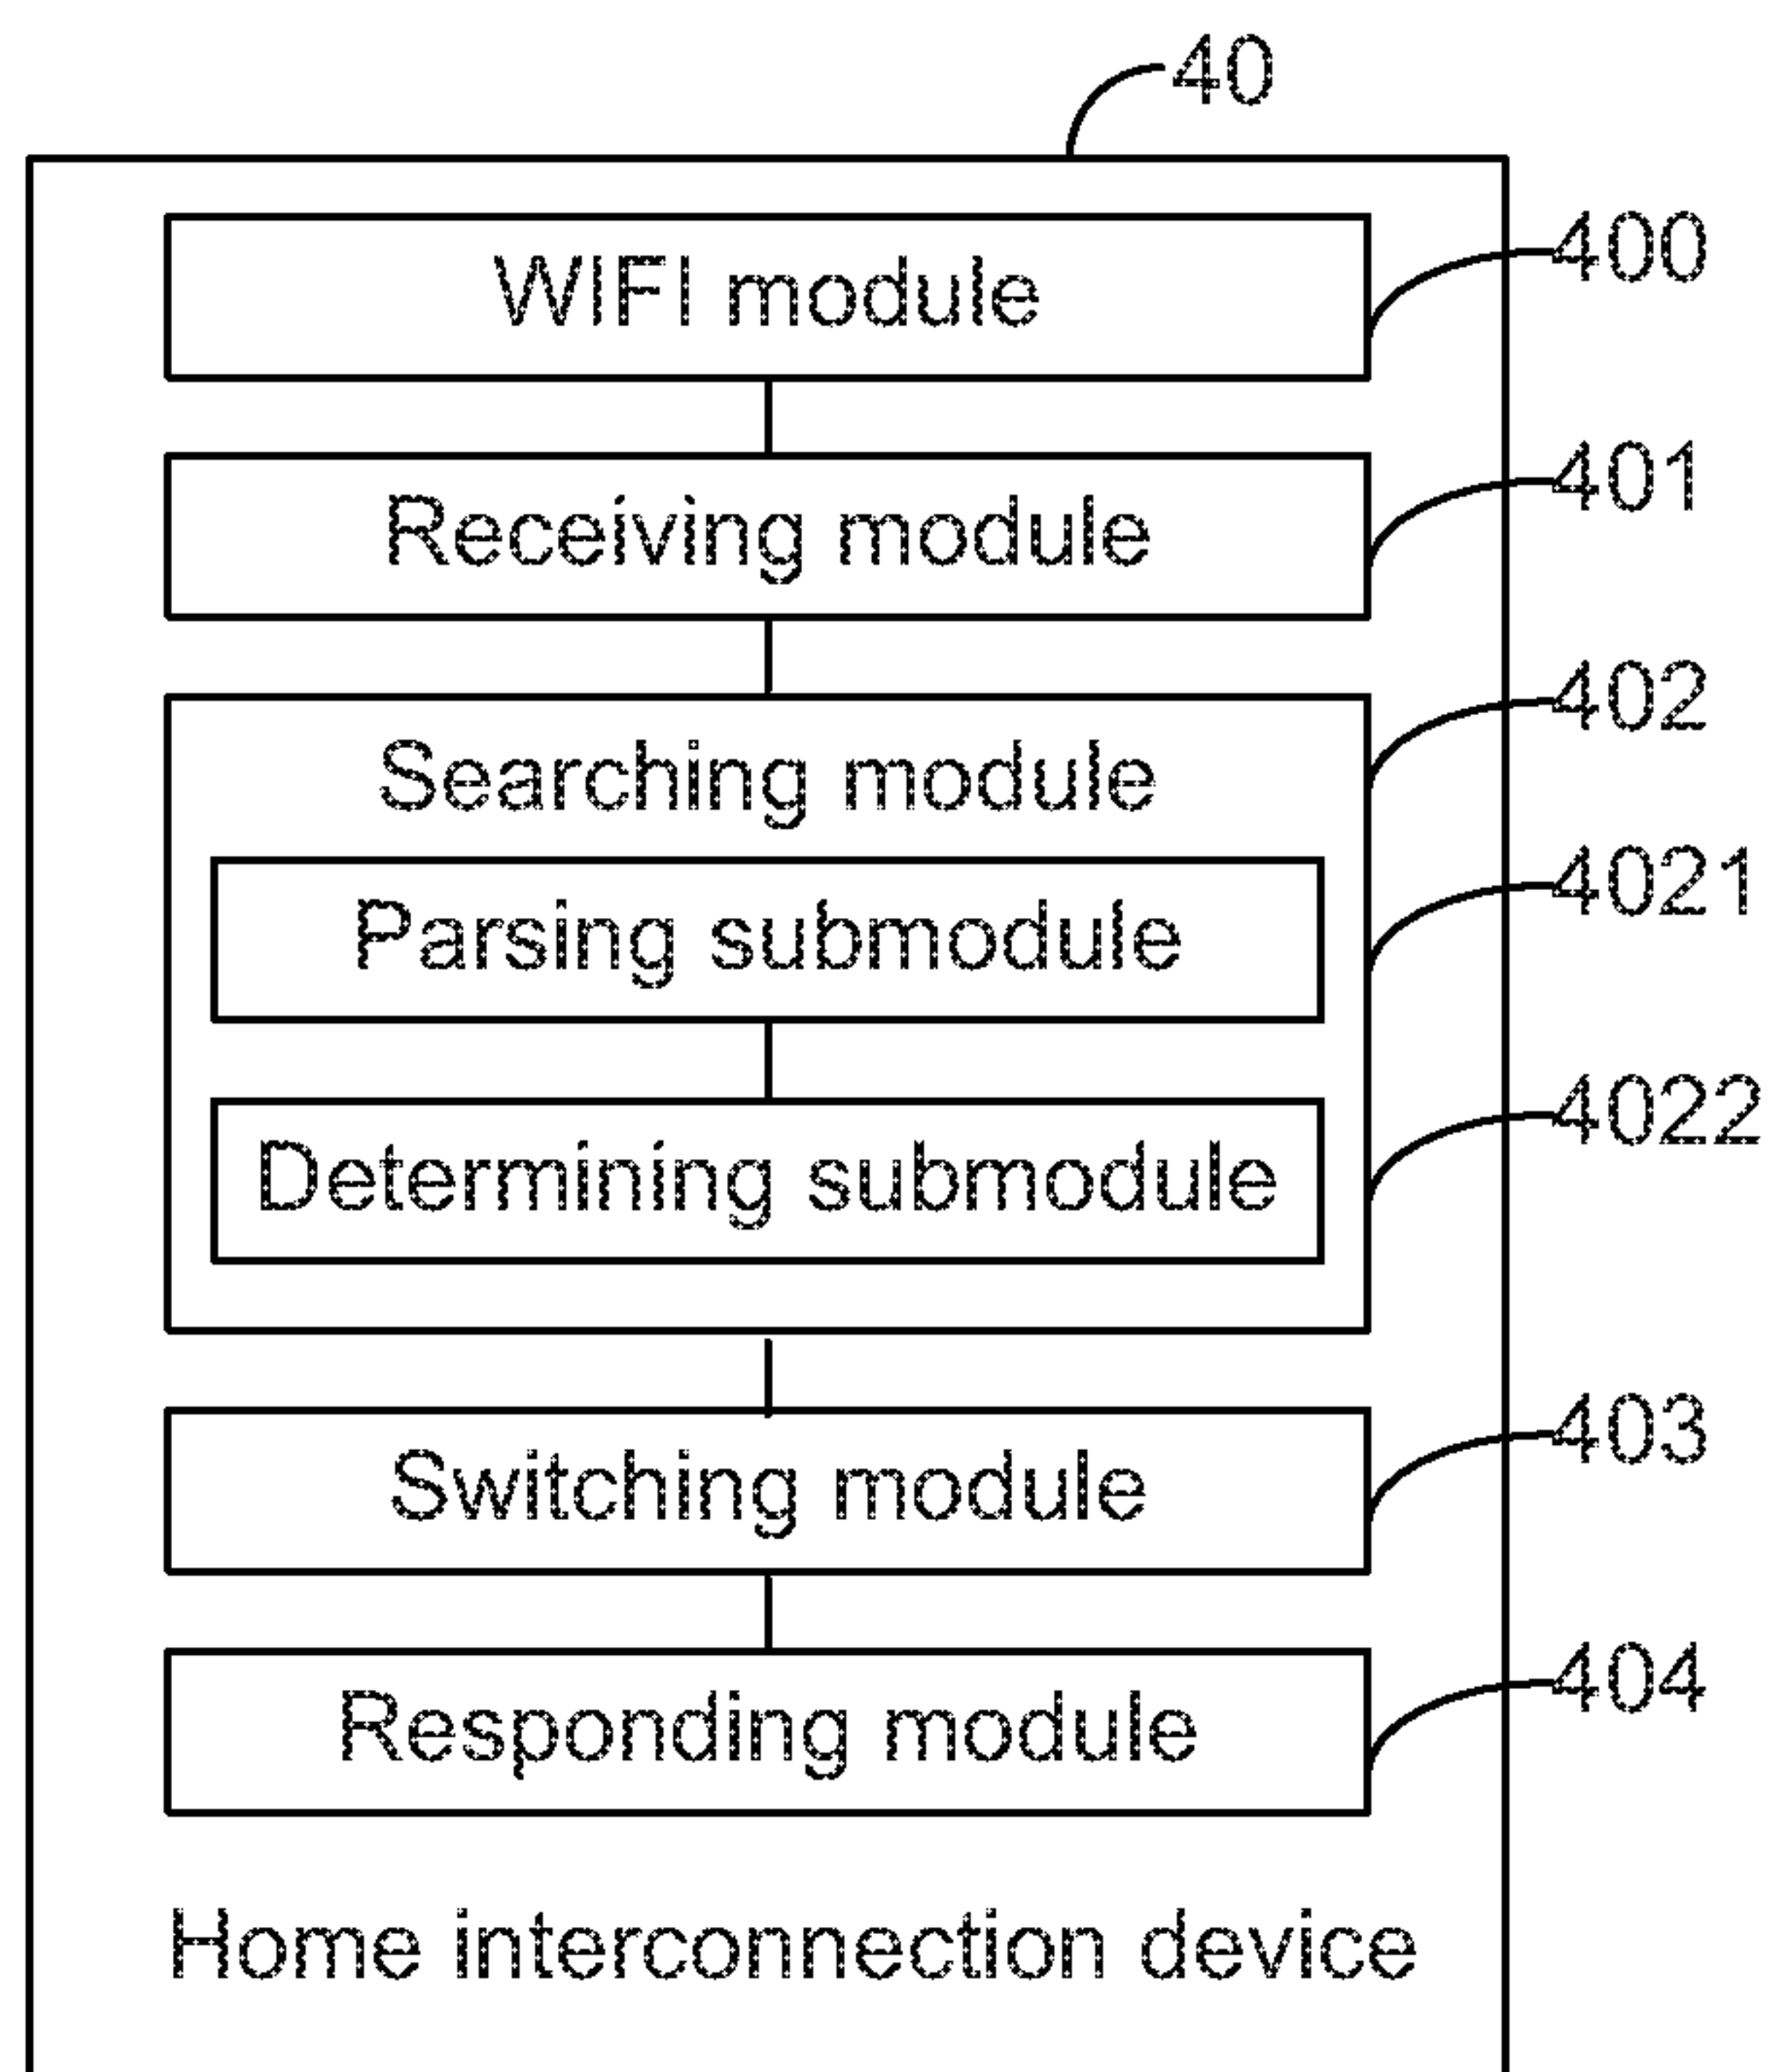 40
WIFI module
400
Receiving module
401
Searching module
402
Parsing submodule
4021
Determining submodule
4022
Switching module
403
Responding module
404
Home interconnection device